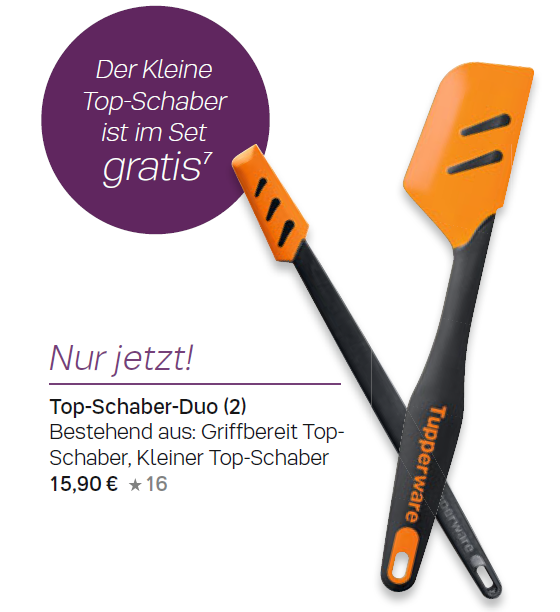 Der Kleine
Top-Schaber
ist im Set
gratis⁷
Nur jetzt!
Top-Schaber-Duo (2)
Bestehend aus: Griffbereit Top-
Schaber, Kleiner Top-Schaber
15,90 € ★16
Tupperware
perware